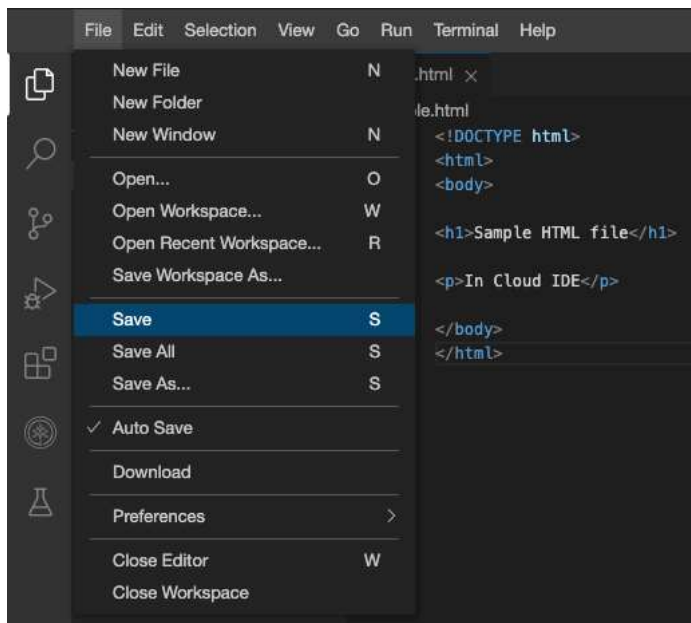 File Edit Selection View Go Run Terminal Help
New File N
New Folder
New Window N
Open... O
Open Workspace... W
Open Recent Workspace... R
Save Workspace As...
Save S
Save All S
Save As... S
✓ Auto Save
Download
Preferences >
Close Editor W
Close Workspace
.html ×
le.html
<!DOCTYPE html>
<html>
<body>
<h1>Sample HTML file</h1>
<p>In Cloud IDE</p>
</body>
</html>